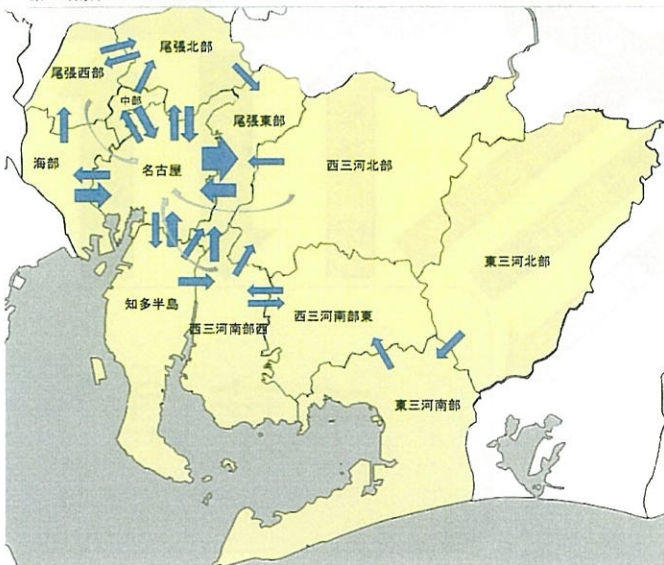 尾張北部
尾張西部
中部
尾張東部
海部
名古屋
西三河北部
東三河北部
知多半島
西三河南部西
西三河南部東
東三河南部